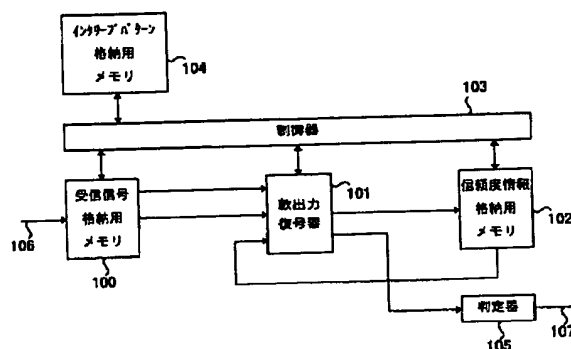 インタリーブパターン
格納用
メモリ
104
103
制御器
受信信号
格納用
メモリ
100
106
101
軟出力
復号器
信頼度情報
格納用
メモリ
102
判定器
105
107